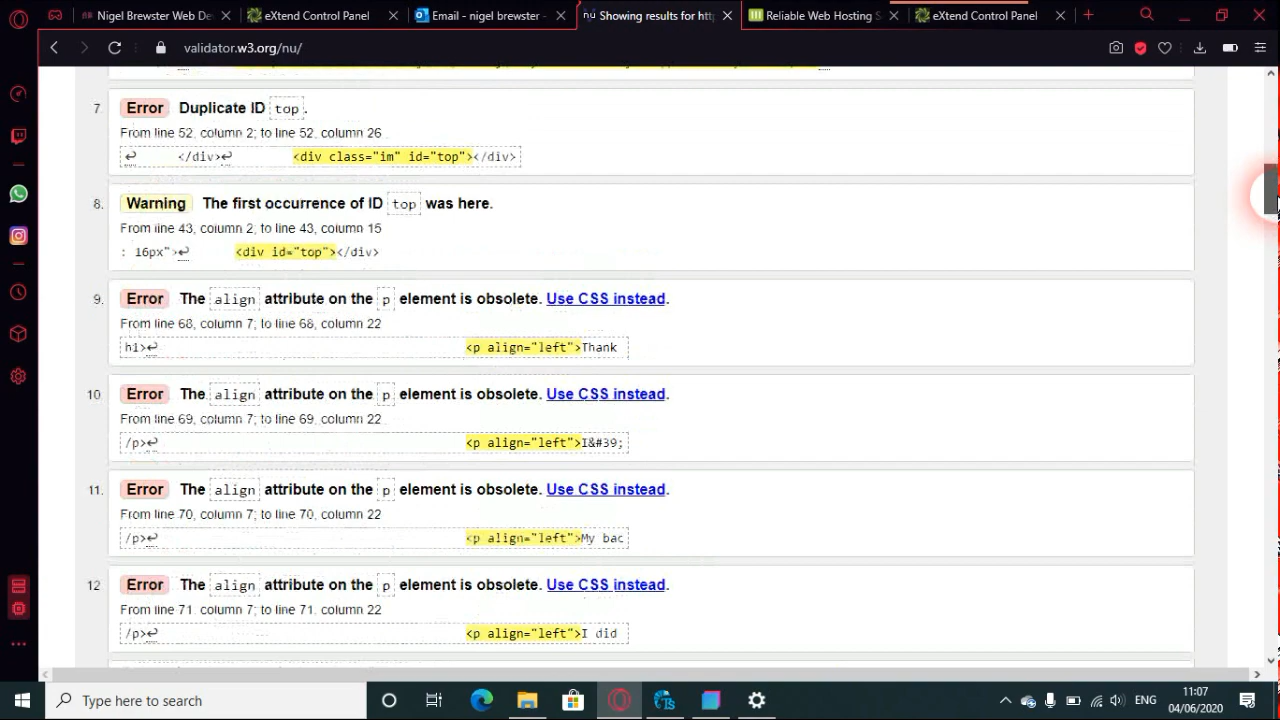 Nigel Brewster Web De
eXtend Control Panel
Email - nigel brewster -
Showing results for htt
Reliable Web Hosting S
eXtend Control Panel
validator.w3.org/nu/
7. Error Duplicate ID top.
From line 52, column 2; to line 52, column 26
↩ </div>↩ <div class="im" id="top"></div>
8. Warning The first occurrence of ID top was here.
From line 43, column 2; to line 43, column 15
: 16px">↩ <div id="top"></div>
9. Error The align attribute on the p element is obsolete. Use CSS instead.
From line 68, column 7; to line 68, column 22
h1>↩ <p align="left">Thank
10. Error The align attribute on the p element is obsolete. Use CSS instead.
From line 69, column 7; to line 69, column 22
/p>↩ <p align="left">I&#39;
11. Error The align attribute on the p element is obsolete. Use CSS instead.
From line 70, column 7; to line 70, column 22
/p>↩ <p align="left">My bac
12 Error The align attribute on the p element is obsolete. Use CSS instead.
From line 71, column 7; to line 71, column 22
/p>↩ <p align="left">I did
Type here to search
ENG
11:07
04/06/2020